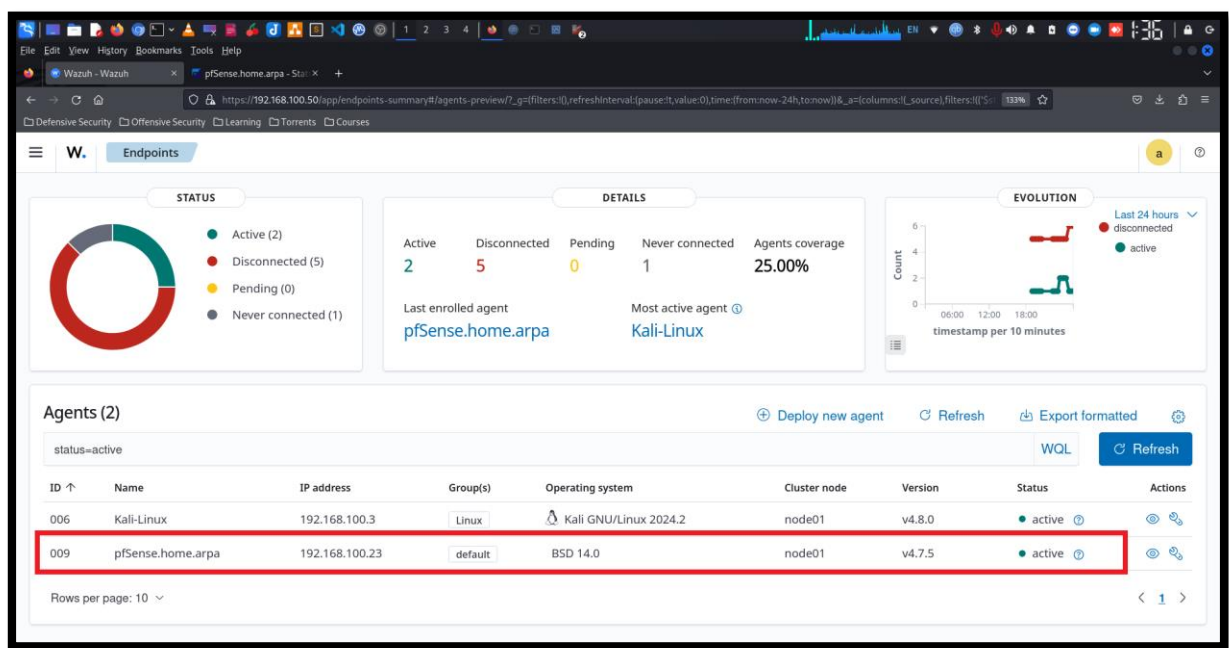 1 2 3 4 EN 1:36
File Edit View History Bookmarks Tools Help
Wazuh - Wazuh × pfSense.home.arpa - Stat × +
https://192.168.100.50/app/endpoints-summary#/agents-preview/?_g=(filters:!(),refreshInterval:(pause:!t,value:0),time:(from:now-24h,to:now))&_a=(columns:!(_source),filters:!(('$s 133%
Defensive Security Offensive Security Learning Torrents Courses
W. Endpoints a
STATUS
Active (2)
Disconnected (5)
Pending (0)
Never connected (1)
DETAILS
Active Disconnected Pending Never connected Agents coverage
2 5 0 1 25.00%
Last enrolled agent Most active agent
pfSense.home.arpa Kali-Linux
EVOLUTION
Last 24 hours
disconnected
active
Count
6
4
2
0
06:00 12:00 18:00
timestamp per 10 minutes
Agents (2) Deploy new agent Refresh Export formatted
status=active WQL Refresh
ID ↑ Name IP address Group(s) Operating system Cluster node Version Status Actions
006 Kali-Linux 192.168.100.3 Linux Kali GNU/Linux 2024.2 node01 v4.8.0 active
009 pfSense.home.arpa 192.168.100.23 default BSD 14.0 node01 v4.7.5 active
Rows per page: 10 < 1 >